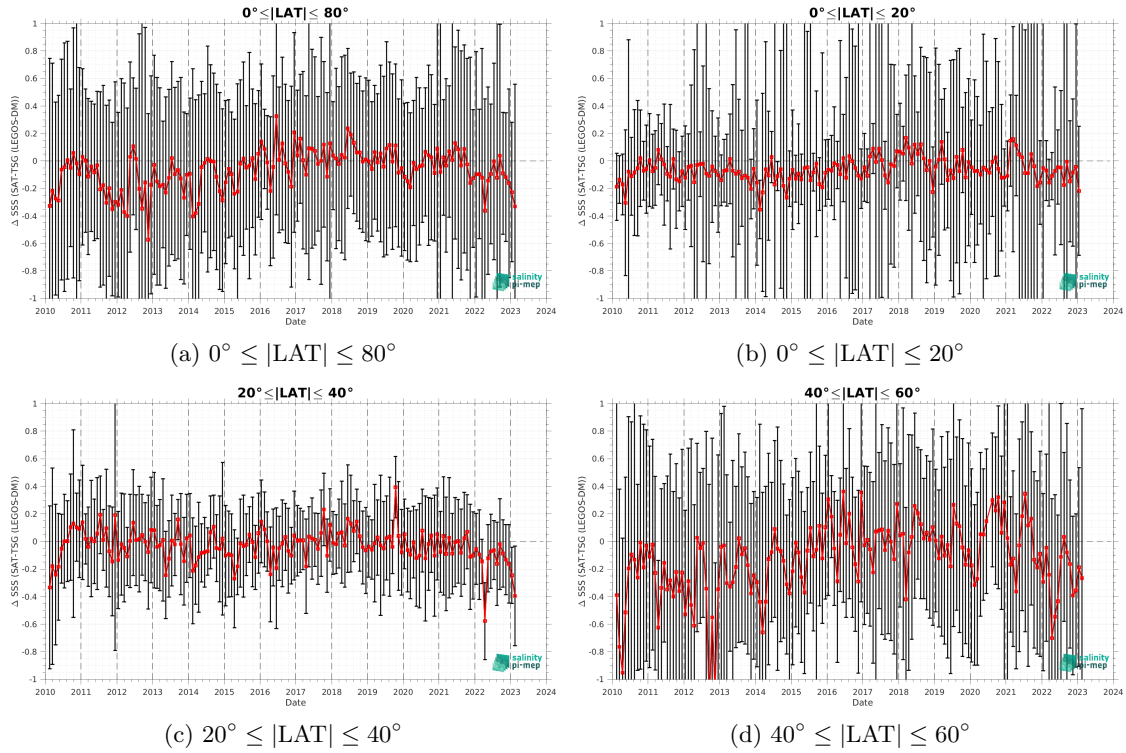 0°≤|LAT|≤ 80°
Δ SSS (SAT-TSG (LEGOS-DM))
1
0.8
0.6
0.4
0.2
0
-0.2
-0.4
-0.6
-0.8
-1
salinity
pi-mep
2010 2011 2012 2013 2014 2015 2016 2017 2018 2019 2020 2021 2022 2023 2024
Date
(a) 0° ≤ |LAT| ≤ 80°
0°≤|LAT|≤ 20°
Δ SSS (SAT-TSG (LEGOS-DM))
1
0.8
0.6
0.4
0.2
0
-0.2
-0.4
-0.6
-0.8
-1
salinity
pi-mep
2010 2011 2012 2013 2014 2015 2016 2017 2018 2019 2020 2021 2022 2023 2024
Date
(b) 0° ≤ |LAT| ≤ 20°
20°≤|LAT|≤ 40°
Δ SSS (SAT-TSG (LEGOS-DM))
1
0.8
0.6
0.4
0.2
0
-0.2
-0.4
-0.6
-0.8
-1
salinity
pi-mep
2010 2011 2012 2013 2014 2015 2016 2017 2018 2019 2020 2021 2022 2023 2024
Date
(c) 20° ≤ |LAT| ≤ 40°
40°≤|LAT|≤ 60°
Δ SSS (SAT-TSG (LEGOS-DM))
1
0.8
0.6
0.4
0.2
0
-0.2
-0.4
-0.6
-0.8
-1
salinity
pi-mep
2010 2011 2012 2013 2014 2015 2016 2017 2018 2019 2020 2021 2022 2023 2024
Date
(d) 40° ≤ |LAT| ≤ 60°